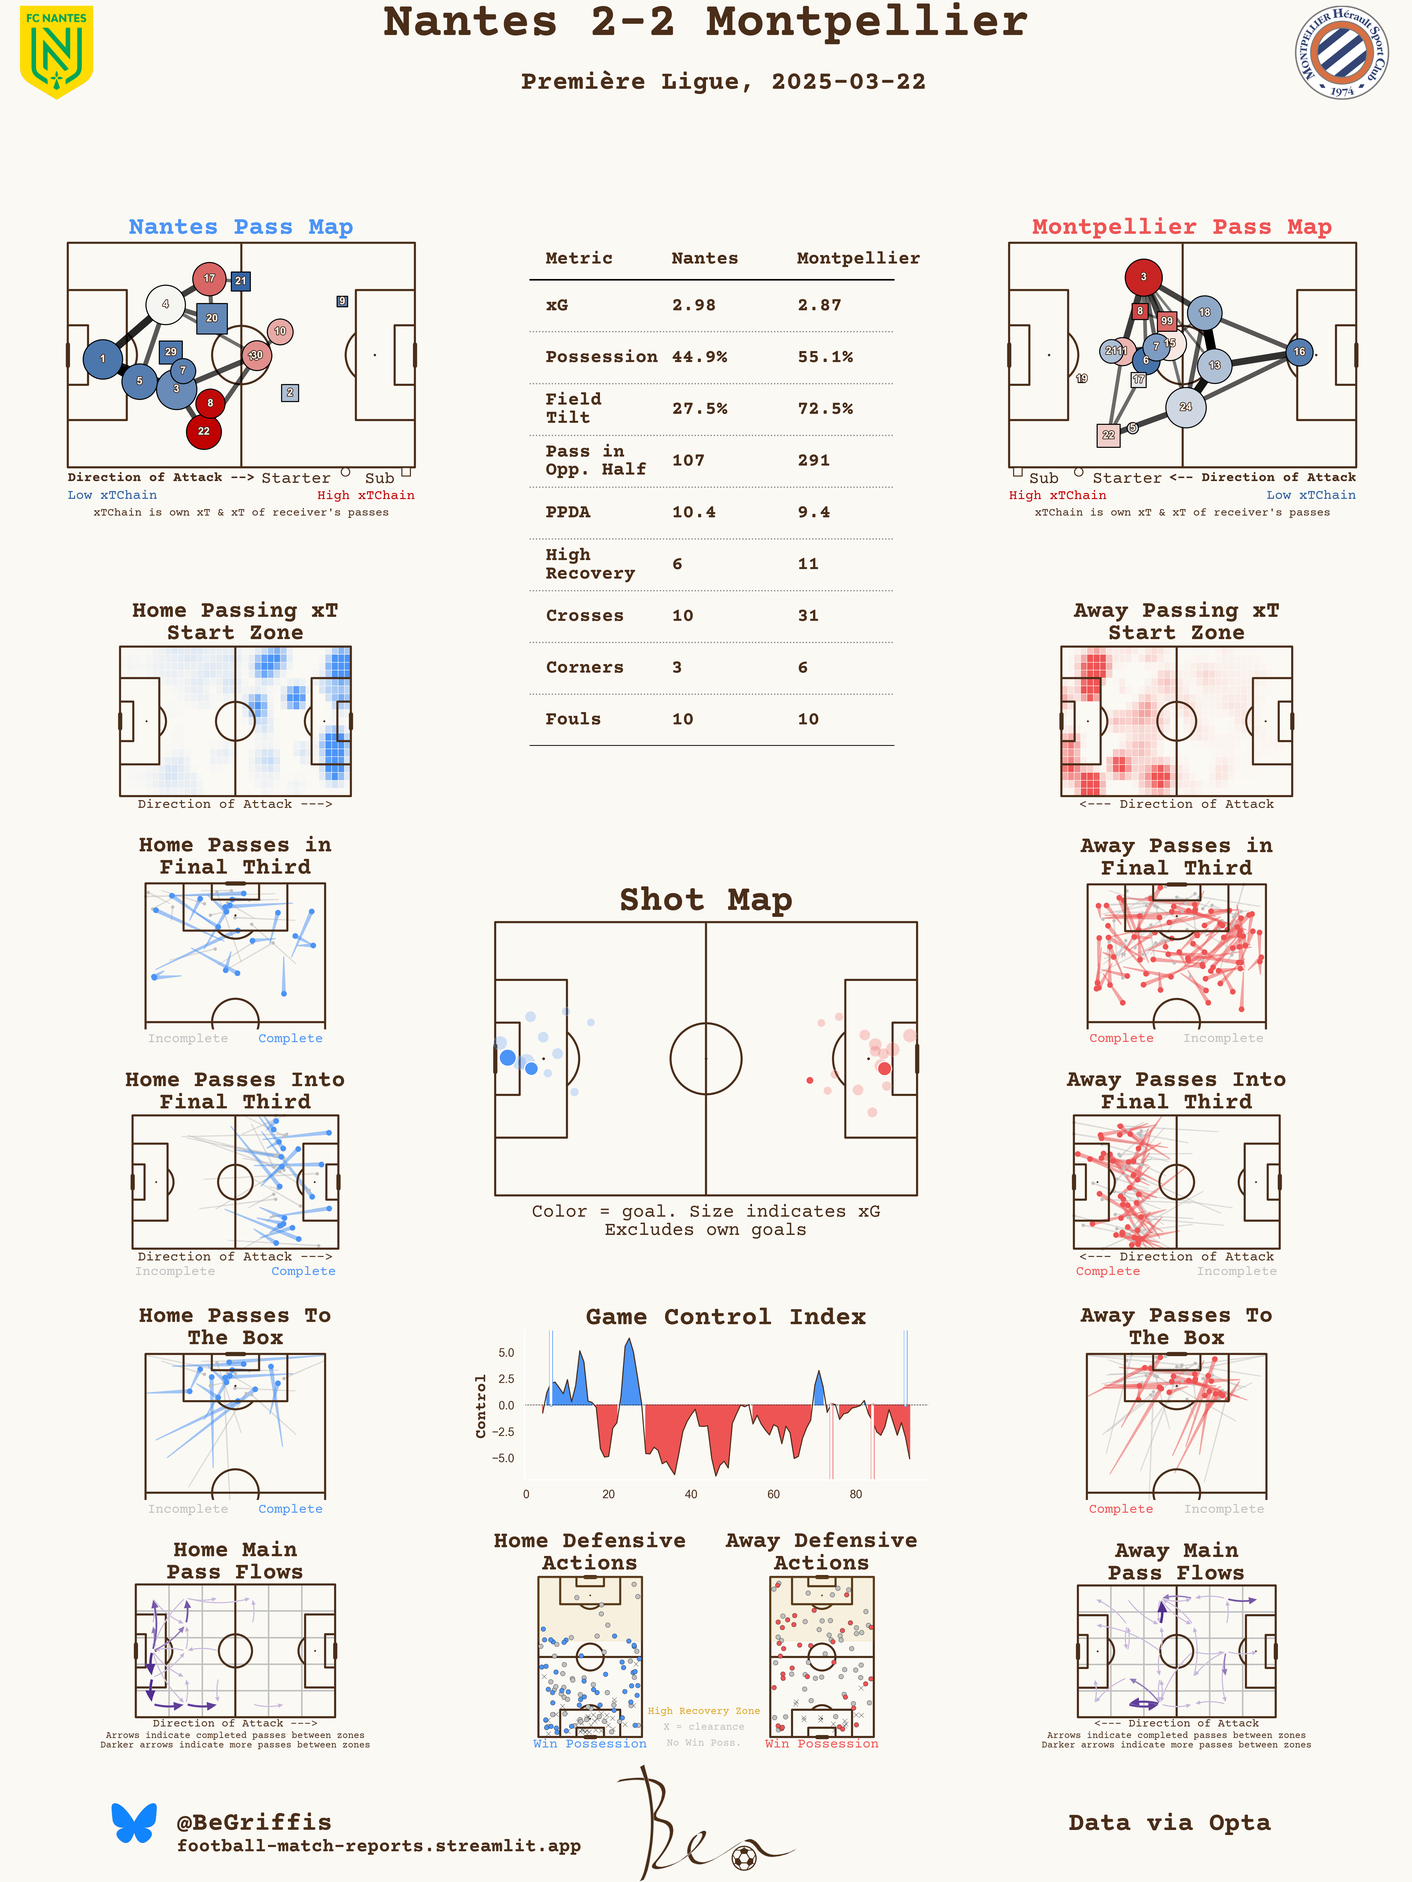 Nantes 2-2 Montpellier
Première Ligue, 2025-03-22
FC NANTES
MONTPELLIER Hérault Sport Club
1974
Nantes Pass Map
17
21
4
20
9
10
1
29
30
7
5
3
2
8
22
Direction of Attack --> Starter Sub
Low xTChain High xTChain
xTChain is own xT & xT of receiver's passes
Metric Nantes Montpellier
xG 2.98 2.87
Possession 44.9% 55.1%
Field
Tilt 27.5% 72.5%
Pass in
Opp. Half 107 291
PPDA 10.4 9.4
High
Recovery 6 11
Crosses 10 31
Corners 3 6
Fouls 10 10
Montpellier Pass Map
3
8
99
18
7
15
21
11
6
16
13
19
17
24
5
22
Sub Starter <-- Direction of Attack
High xTChain Low xTChain
xTChain is own xT & xT of receiver's passes
Home Passing xT
Start Zone
Direction of Attack --->
Away Passing xT
Start Zone
<--- Direction of Attack
Home Passes in
Final Third
Incomplete Complete
Shot Map
Color = goal. Size indicates xG
Excludes own goals
Away Passes in
Final Third
Complete Incomplete
Home Passes Into
Final Third
Direction of Attack --->
Incomplete Complete
Away Passes Into
Final Third
<--- Direction of Attack
Complete Incomplete
Home Passes To
The Box
Incomplete Complete
Game Control Index
Control
5.0
2.5
0.0
−2.5
−5.0
0 20 40 60 80
Away Passes To
The Box
Complete Incomplete
Home Main
Pass Flows
Direction of Attack --->
Arrows indicate completed passes between zones
Darker arrows indicate more passes between zones
Home Defensive
Actions
Win Possession
Away Defensive
Actions
Win Possession
High Recovery Zone
X = clearance
No Win Poss.
Away Main
Pass Flows
<--- Direction of Attack
Arrows indicate completed passes between zones
Darker arrows indicate more passes between zones
@BeGriffis
football-match-reports.streamlit.app
Ben
Data via Opta